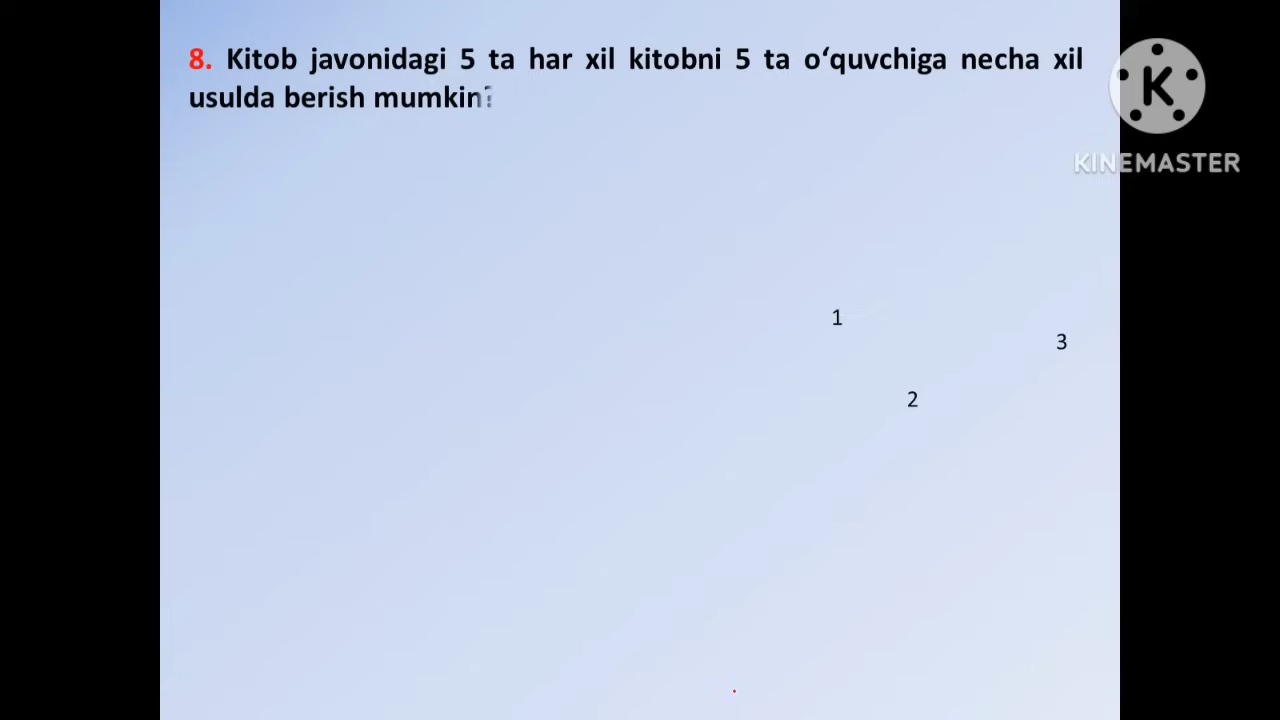 8. Kitob javonidagi 5 ta har xil kitobni 5 ta o‘quvchiga necha xil
usulda berish mumkin?
K
KINEMASTER
1
3
2